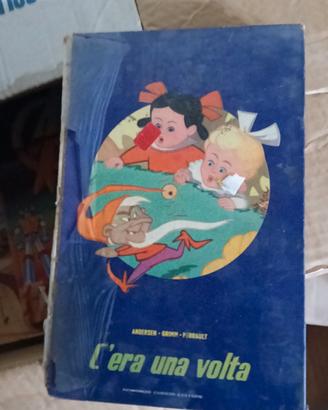 ANDERSEN • GRIMM • PERRAULT
C'era una volta